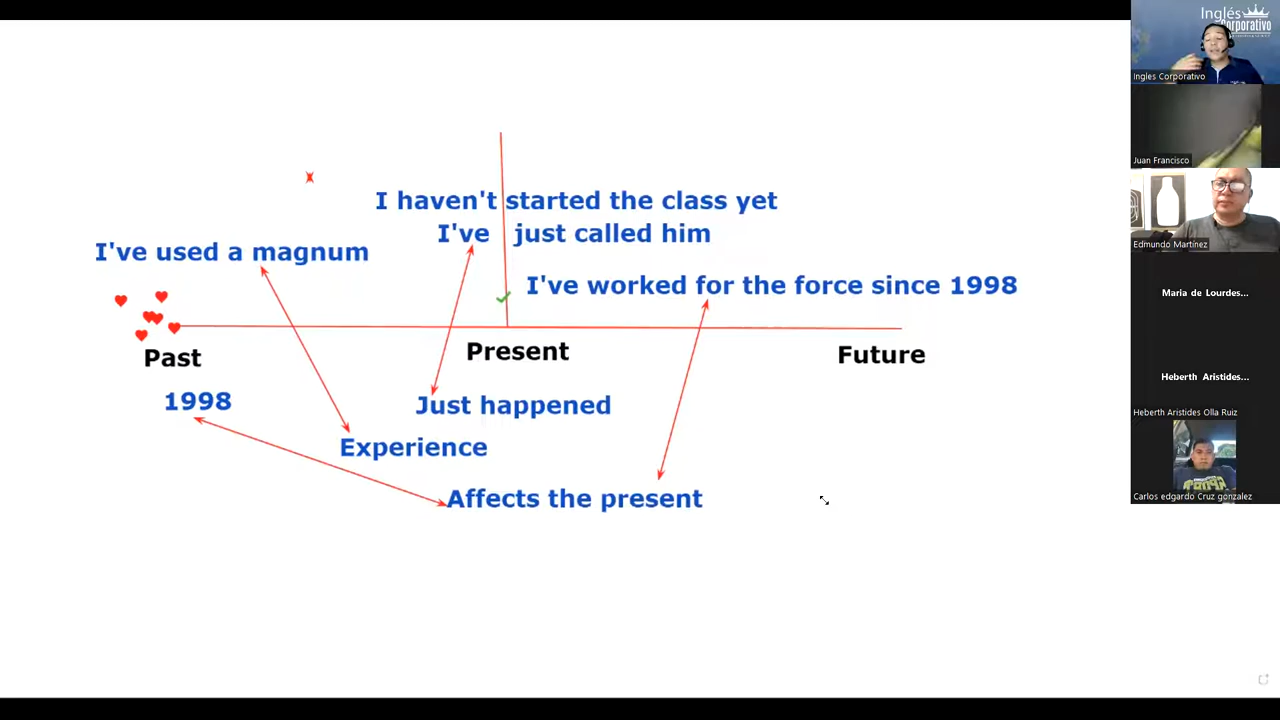 I haven't started the class yet
I've just called him
I've used a magnum
I've worked for the force since 1998
Past
Present
Future
1998
Just happened
Experience
Affects the present
Inglés
Corporativo
Ingles Corporativo
Juan Francisco
Edmundo Martínez
Maria de Lourdes...
Heberth Aristides...
Heberth Aristides Olla Ruiz
Carlos edgardo Cruz gonzalez